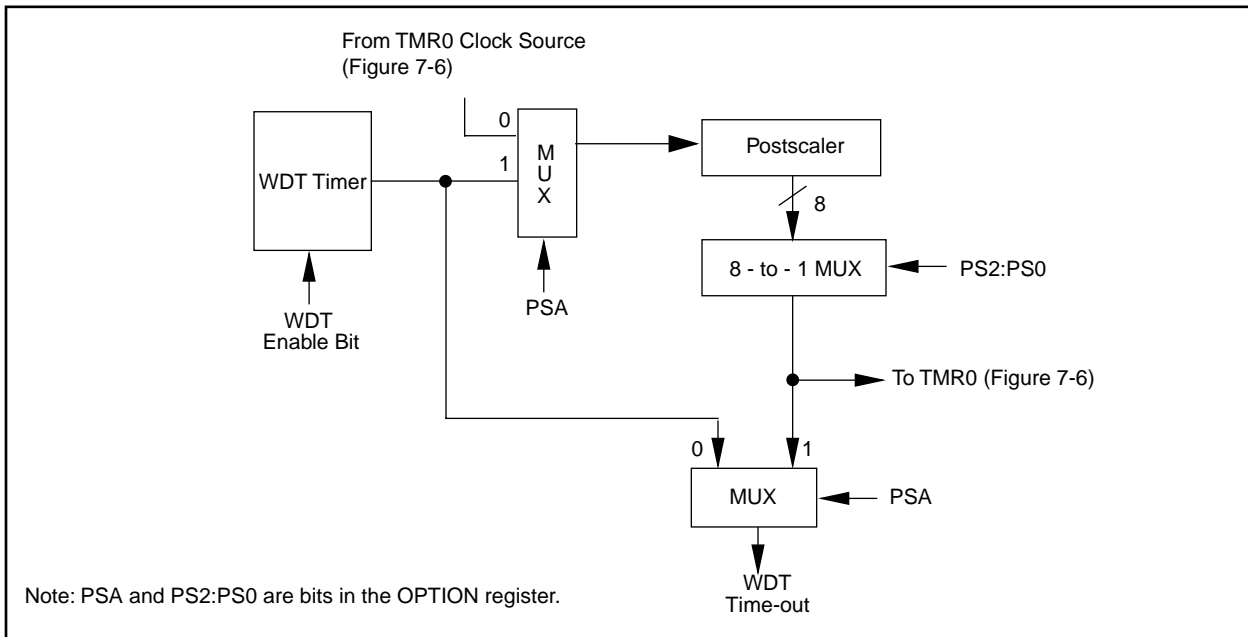 From TMR0 Clock Source
(Figure 7-6)
0
1
M
U
X
WDT Timer
Postscaler
8
8 - to - 1 MUX
PS2:PS0
PSA
WDT
Enable Bit
To TMR0 (Figure 7-6)
0
1
MUX
PSA
WDT
Time-out
Note: PSA and PS2:PS0 are bits in the OPTION register.